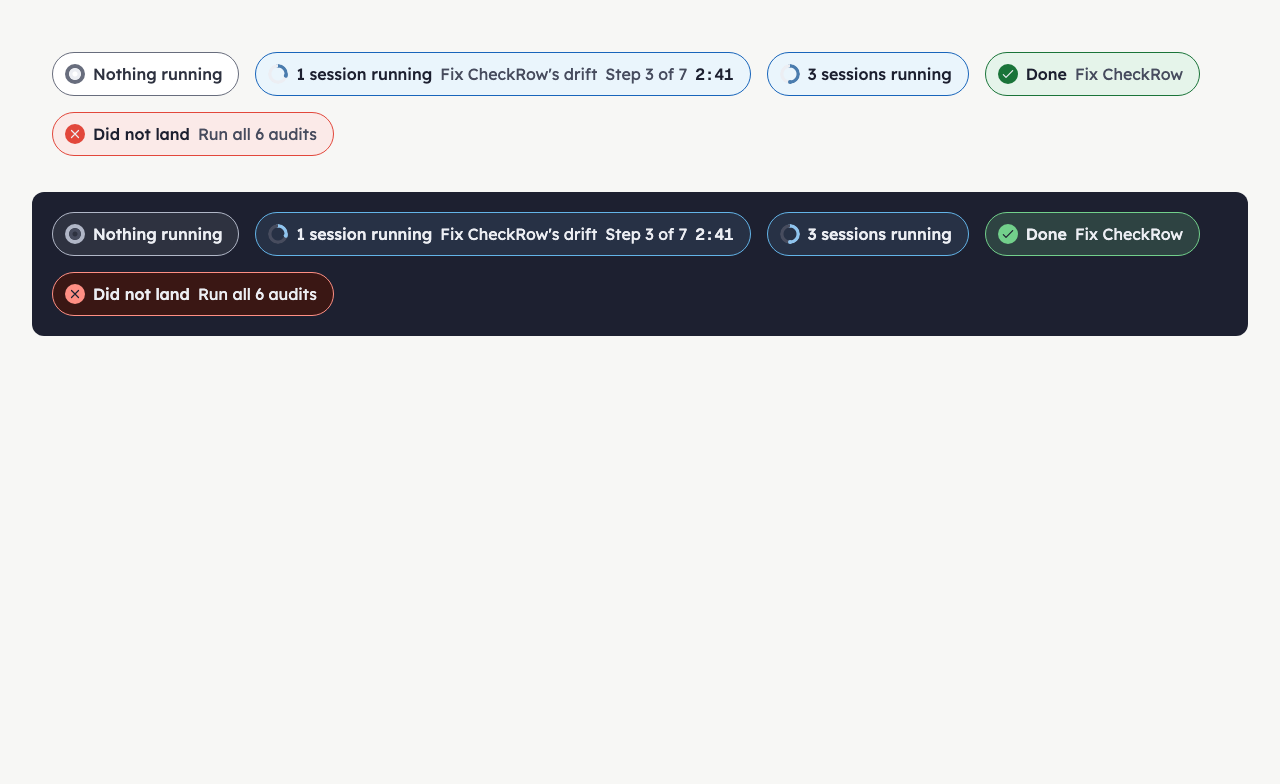 Nothing running
1 session running Fix CheckRow's drift Step 3 of 7 2:41
3 sessions running
Done Fix CheckRow
Did not land Run all 6 audits
Nothing running
1 session running Fix CheckRow's drift Step 3 of 7 2:41
3 sessions running
Done Fix CheckRow
Did not land Run all 6 audits